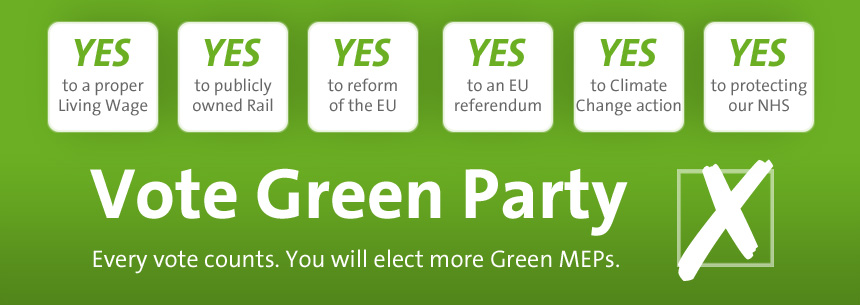 YES
to a proper
Living Wage
YES
to publicly
owned Rail
YES
to reform
of the EU
YES
to an EU
referendum
YES
to Climate
Change action
YES
to protecting
our NHS
Vote Green Party
Every vote counts. You will elect more Green MEPs.